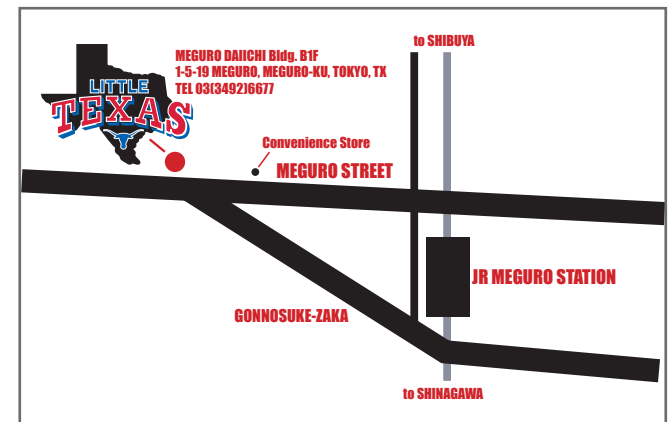 to SHIBUYA
MEGURO DAIICHI Bldg. B1F
1-5-19 MEGURO, MEGURO-KU, TOKYO, TX
TEL 03(3492)6677
LITTLE
TEXAS
Convenience Store
MEGURO STREET
JR MEGURO STATION
GONNOSUKE-ZAKA
to SHINAGAWA